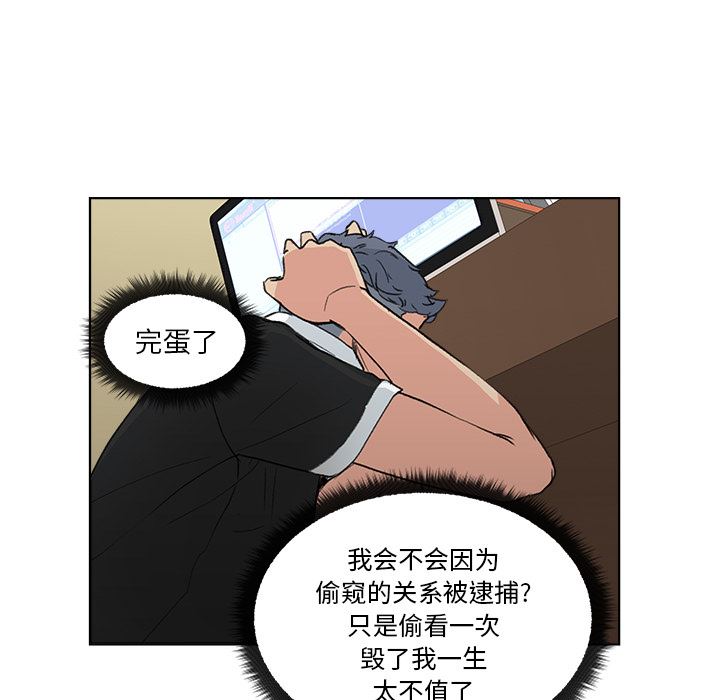 完蛋了
我会不会因为
偷窥的关系被逮捕?
只是偷看一次
毁了我一生
太不值了